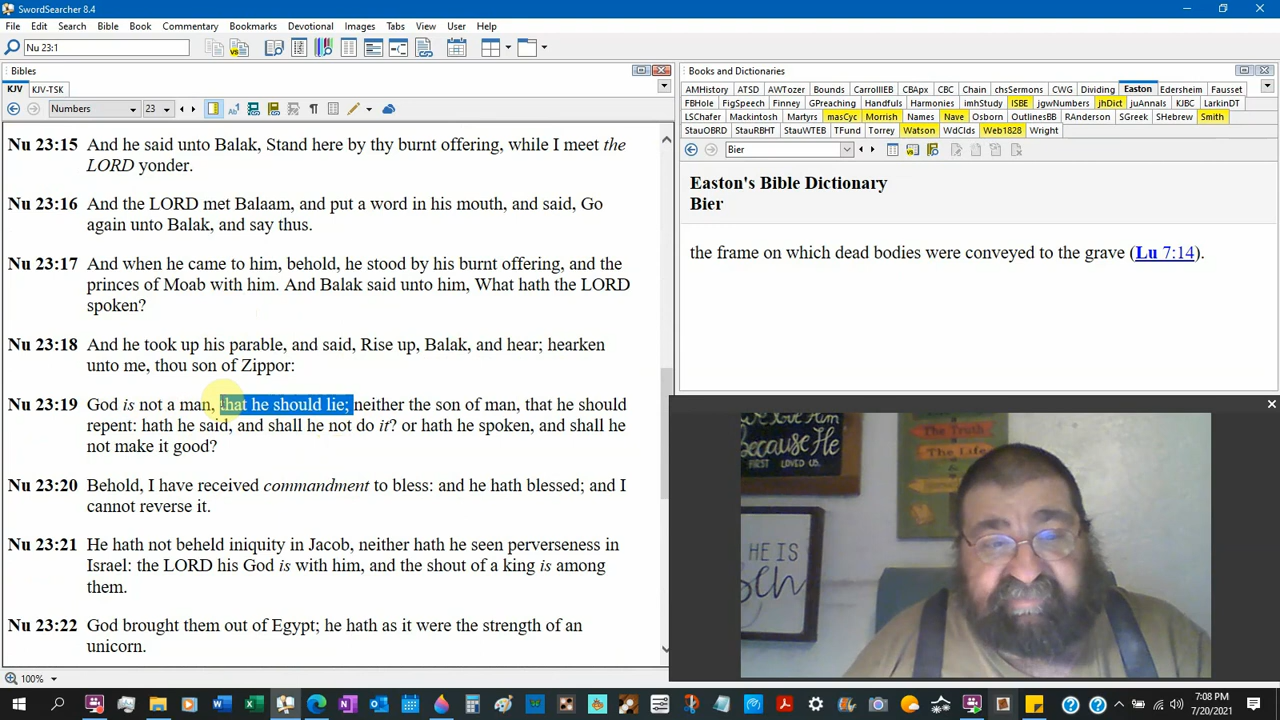 SwordSearcher 8.4
File Edit Search Bible Book Commentary Bookmarks Devotional Images Tabs View User Help
Nu 23:1
Bibles
KJV KJV-TSK
Numbers 23
Nu 23:15 And he said unto Balak, Stand here by thy burnt offering, while I meet the
LORD yonder.
Nu 23:16 And the LORD met Balaam, and put a word in his mouth, and said, Go
again unto Balak, and say thus.
Nu 23:17 And when he came to him, behold, he stood by his burnt offering, and the
princes of Moab with him. And Balak said unto him, What hath the LORD
spoken?
Nu 23:18 And he took up his parable, and said, Rise up, Balak, and hear; hearken
unto me, thou son of Zippor:
Nu 23:19 God is not a man, that he should lie; neither the son of man, that he should
repent: hath he said, and shall he not do it? or hath he spoken, and shall he
not make it good?
Nu 23:20 Behold, I have received commandment to bless: and he hath blessed; and I
cannot reverse it.
Nu 23:21 He hath not beheld iniquity in Jacob, neither hath he seen perverseness in
Israel: the LORD his God is with him, and the shout of a king is among
them.
Nu 23:22 God brought them out of Egypt; he hath as it were the strength of an
unicorn.
100%
Books and Dictionaries
AMHistory ATSD AWTozer Bounds CarrollIEB CBApx CBC Chain chsSermons CWG Dividing Easton Edersheim Fausset
FBHole FigSpeech Finney GPreaching Handfuls Harmonies imhStudy ISBE jgwNumbers jhDict juAnnals KJBC LarkinDT
LSChafer Mackintosh Martyrs masCyc Morrish Names Nave Osborn OutlinesBB RAnderson SGreek SHebrew Smith
StauOBRD StauRBHT StauWTEB TFund Torrey Watson WdClds Web1828 Wright
Bier
Easton's Bible Dictionary
Bier
the frame on which dead bodies were conveyed to the grave (Lu 7:14).
because He
FIRST LOVED US.
The Truth
The Life
HE IS
7:08 PM
7/20/2021